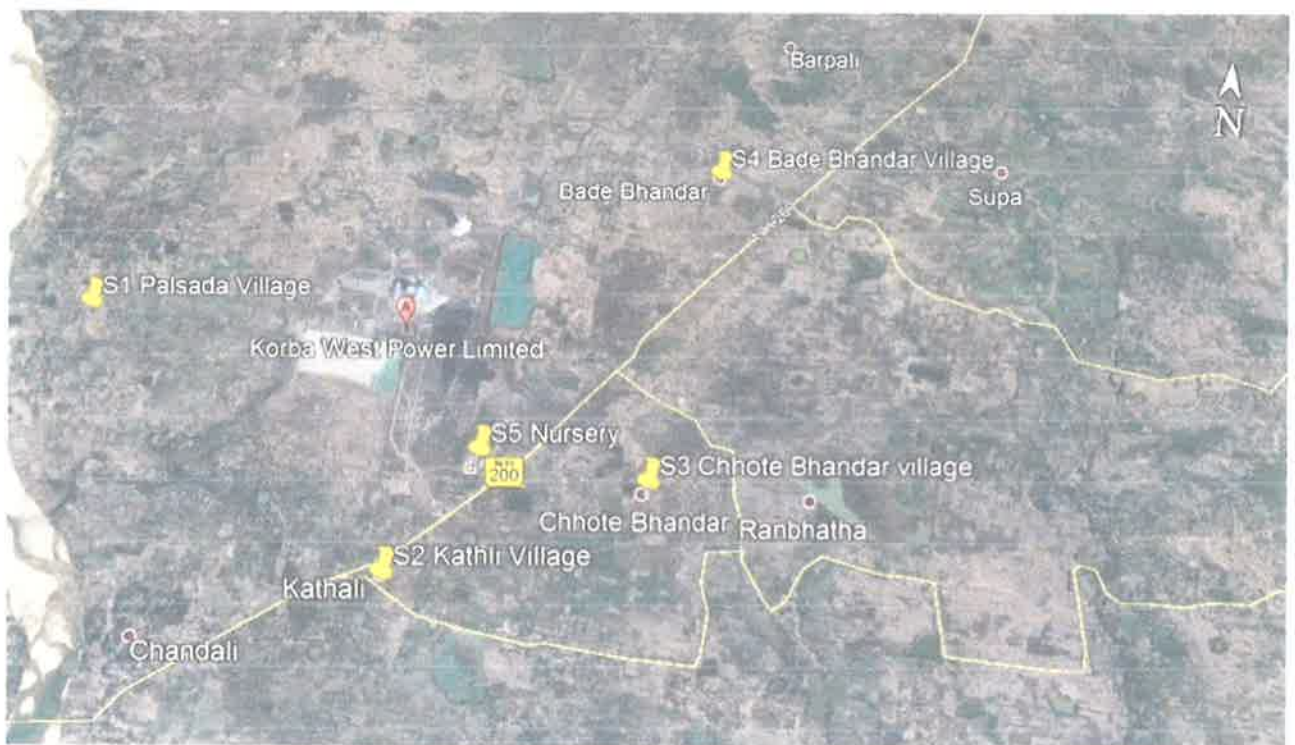 Barpali
N
S4 Bade Bhandar Village
Bade Bhandar
Supa
S1 Palsada Village
A
Korba West Power Limited
S5 Nursery
200
S3 Chhote Bhandar village
Chhote Bhandar
Ranbhatha
S2 Kathli Village
Kathali
Chandali